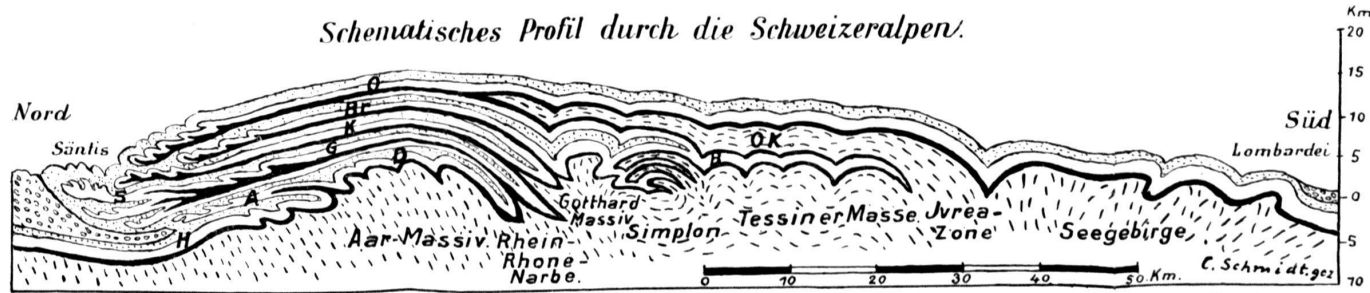 Schematisches Profil durch die Schweizeralpen.
Km
20
15
10
5
0
5
10
Nord
Süd
Säntis
Lombardei
O
Br
K
G
D
S
A
H
B
OK
Gotthard
Massiv
Simplon
Aar-Massiv.
Rhein-
Rhone-
Narbe.
Tessiner Masse.
Jvrea-
Zone
Seegebirge
C. Schmidt. gez
0 10 20 30 40 50 Km.